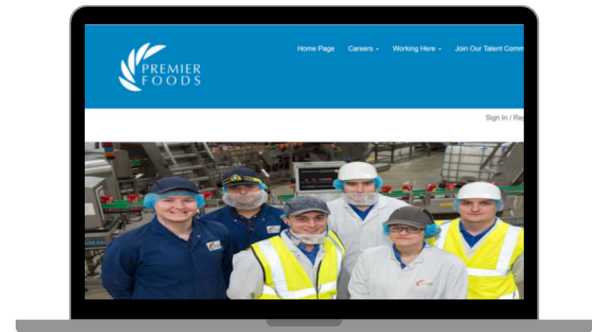 Home Page Careers Working Here Join Our Talent Comm
PREMIER
FOODS
Sign In / Re